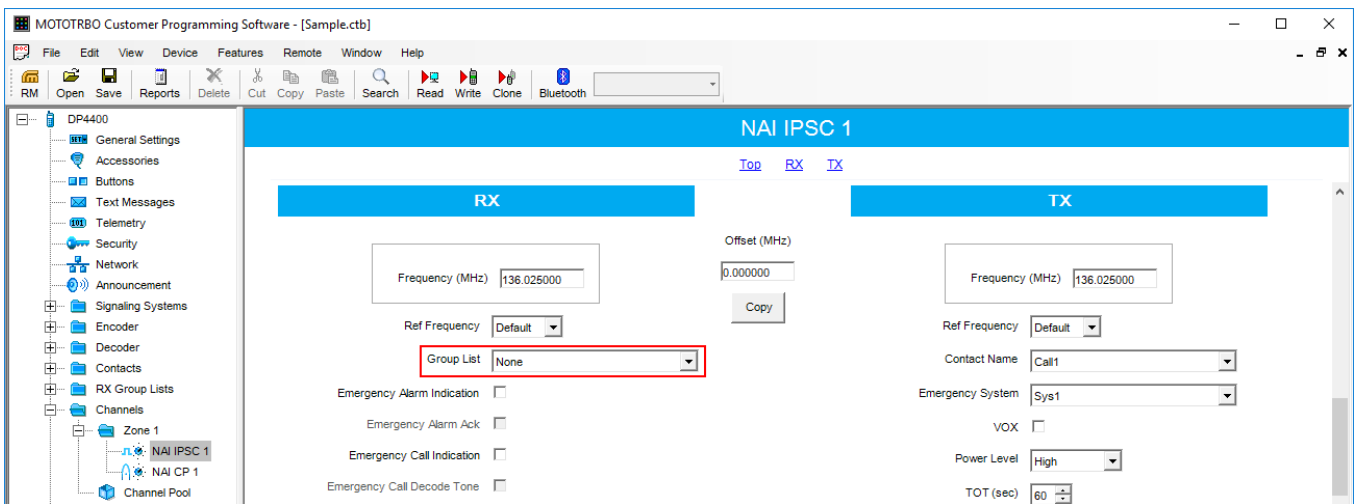 MOTOTRBO Customer Programming Software - [Sample.ctb]
File Edit View Device Features Remote Window Help
RM Open Save Reports Delete Cut Copy Paste Search Read Write Clone Bluetooth
DP4400
General Settings
Accessories
Buttons
Text Messages
Telemetry
Security
Network
Announcement
Signaling Systems
Encoder
Decoder
Contacts
RX Group Lists
Channels
Zone 1
NAI IPSC 1
NAI CP 1
Channel Pool
NAI IPSC 1
Top RX TX
RX
Frequency (MHz) 136.025000
Ref Frequency Default
Group List None
Emergency Alarm Indication
Emergency Alarm Ack
Emergency Call Indication
Emergency Call Decode Tone
Offset (MHz)
0.000000
Copy
TX
Frequency (MHz) 136.025000
Ref Frequency Default
Contact Name Call1
Emergency System Sys1
VOX
Power Level High
TOT (sec) 60